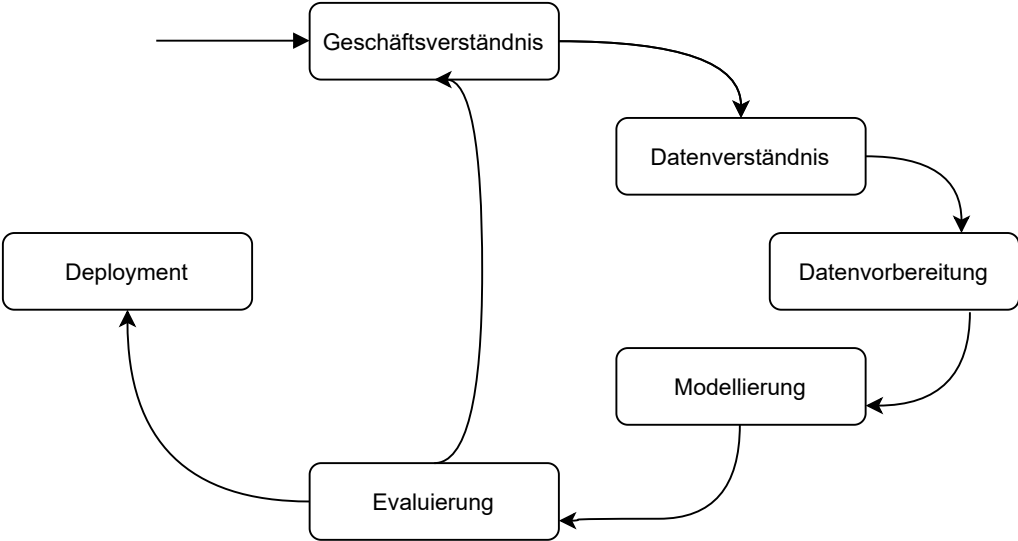 Geschäftsverständnis
Datenverständnis
Datenvorbereitung
Modellierung
Evaluierung
Deployment